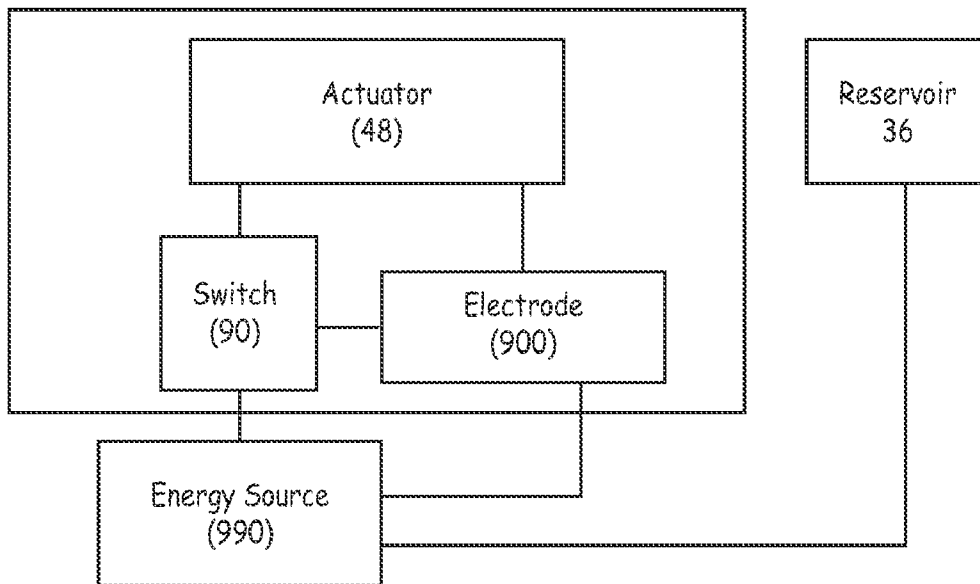 Actuator
(48)
Reservoir
36
Switch
(90)
Electrode
(900)
Energy Source
(990)